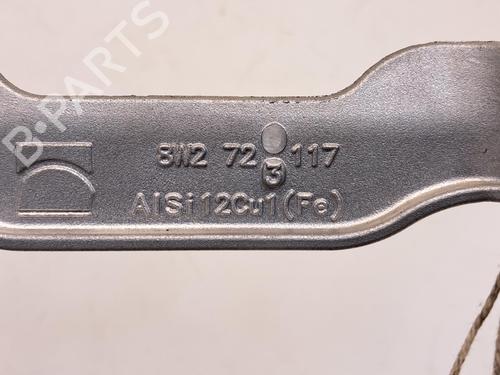 B-PARTS
8W2 72 117
3
AlSi12Cu1(Fe)